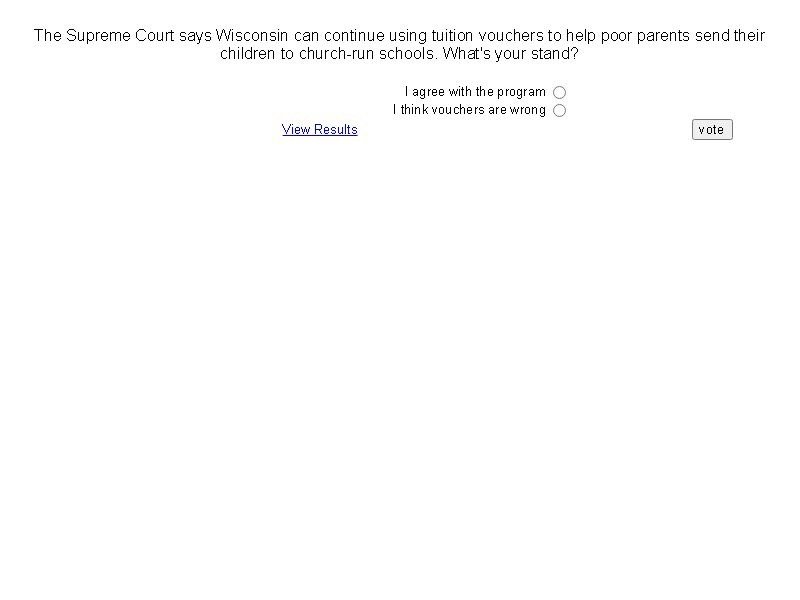 The Supreme Court says Wisconsin can continue using tuition vouchers to help poor parents send their
children to church-run schools. What's your stand?
I agree with the program
I think vouchers are wrong
View Results
vote